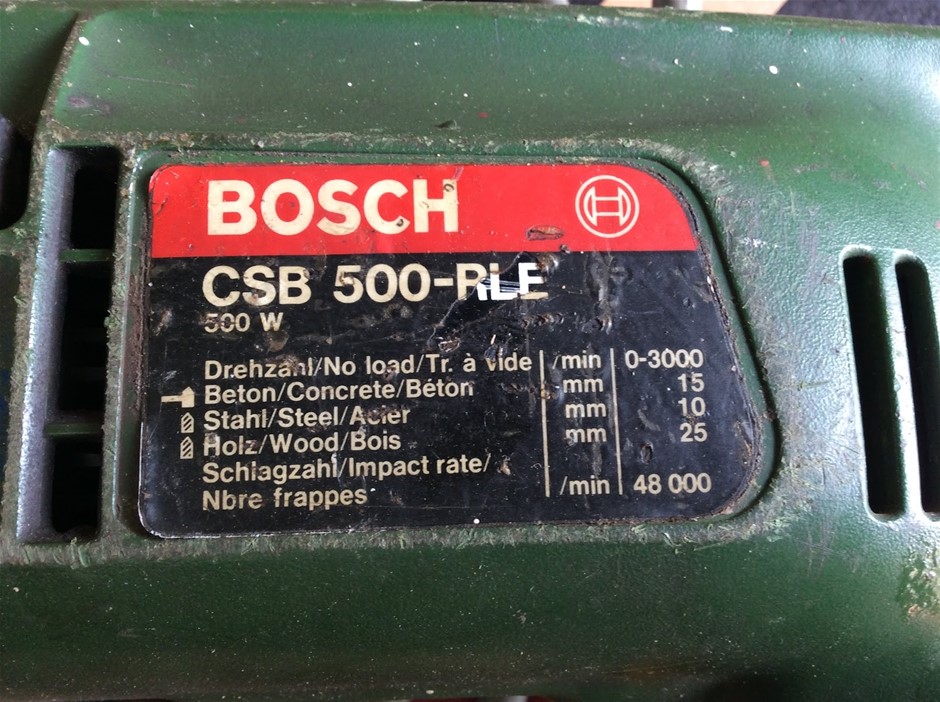 BOSCH
CSB 500-RLE
500 W
Drehzahl/No load/Tr. à vide /min 0-3000
Beton/Concrete/Béton mm 15
Stahl/Steel/Acier mm 10
Holz/Wood/Bois mm 25
Schlagzahl/Impact rate/
Nbre frappes /min 48 000